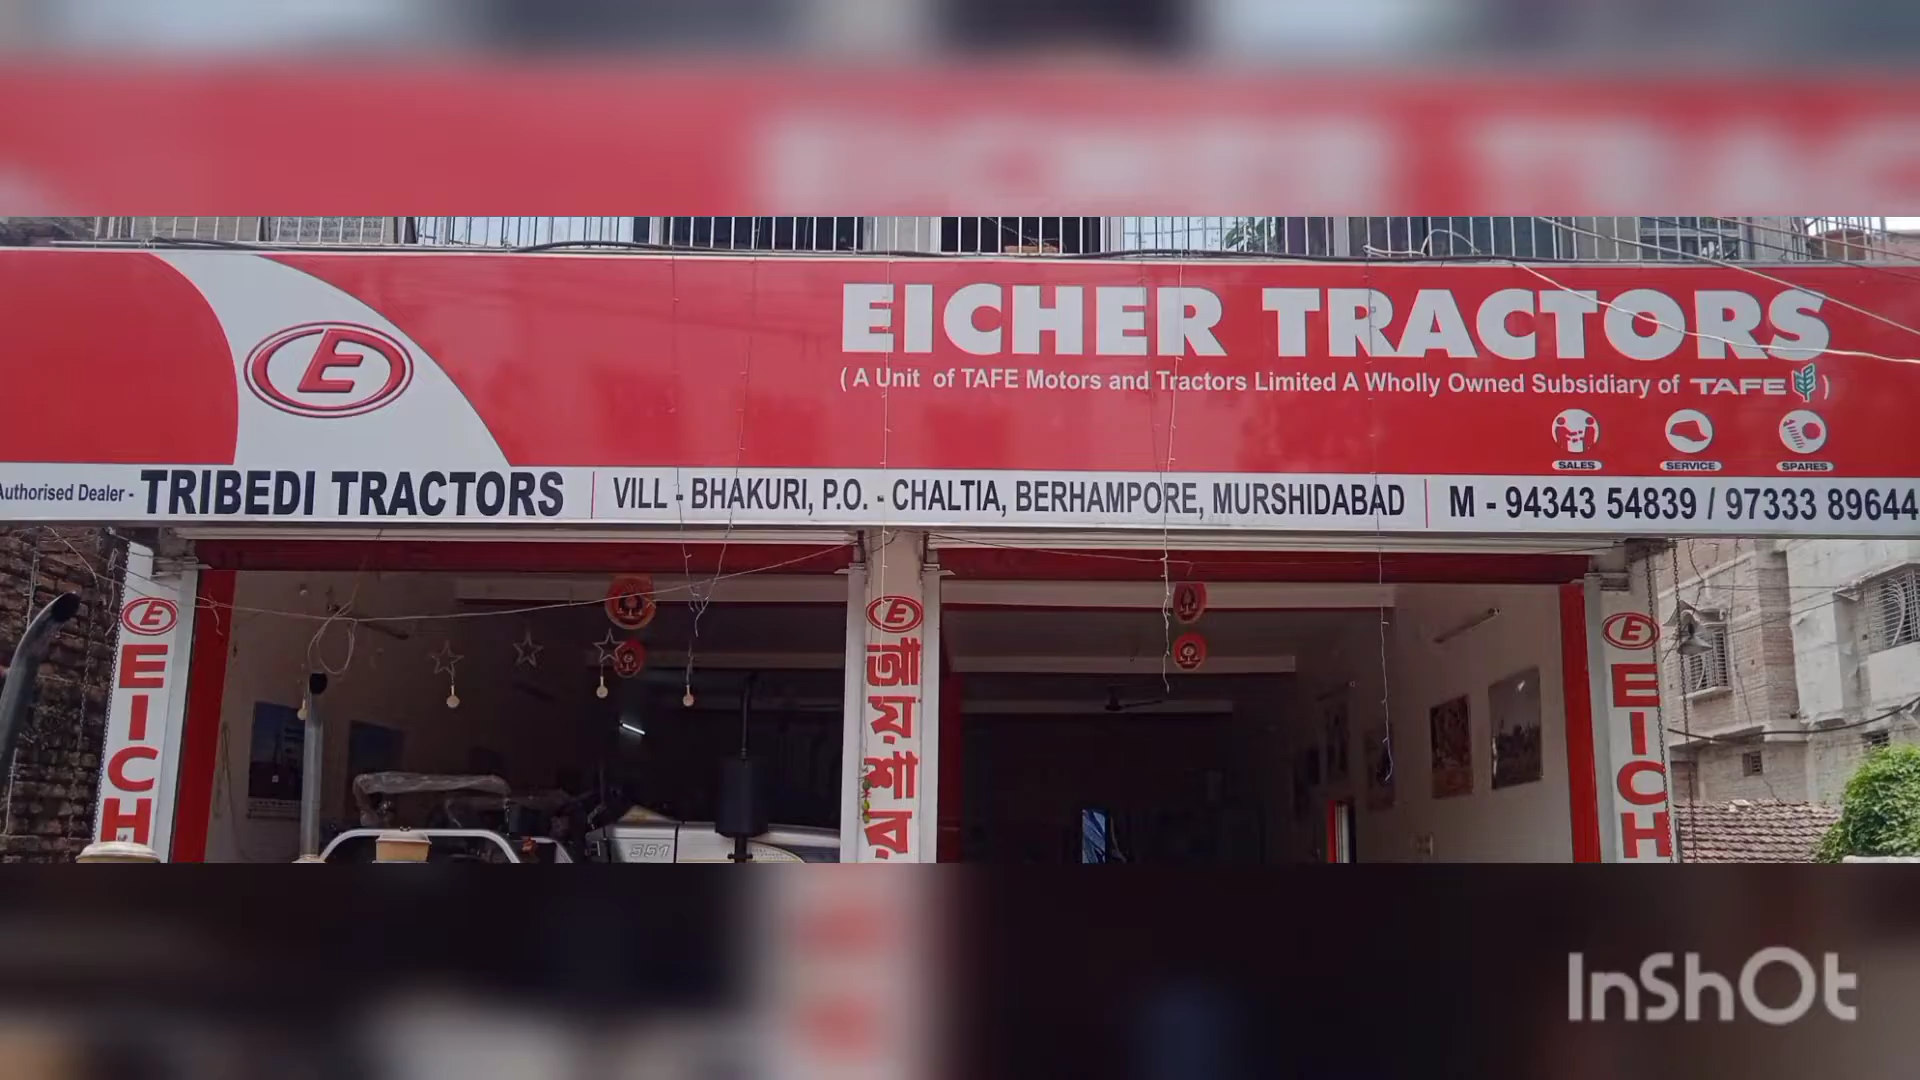 EICHER TRACTORS
( A Unit of TAFE Motors and Tractors Limited A Wholly Owned Subsidiary of TAFE )
E
SALES SERVICE SPARES
Authorised Dealer - TRIBEDI TRACTORS VILL - BHAKURI, P.O. - CHALTIA, BERHAMPORE, MURSHIDABAD M - 94343 54839 / 97333 89644
E
EICH
E
E
EICH
551
InShOt